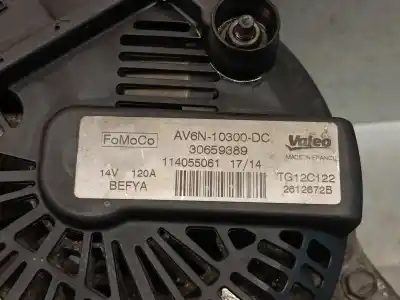 FoMoCo
AV6N-10300-DC
30659389
114055061 17/14
14V 120A
BEFYA
Valeo
MADE IN FRANCE
TG12C122
2612672B